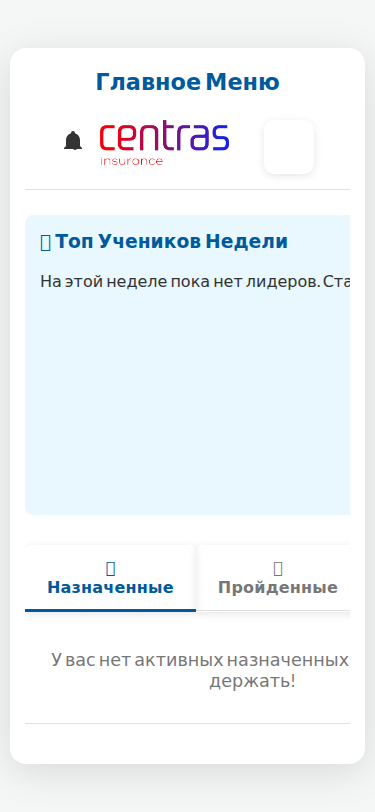 Главное Меню
centras
insurance
Топ Учеников Недели
На этой неделе пока нет лидеров.
Назначенные
Пройденные
У вас нет активных назначенных
держать!